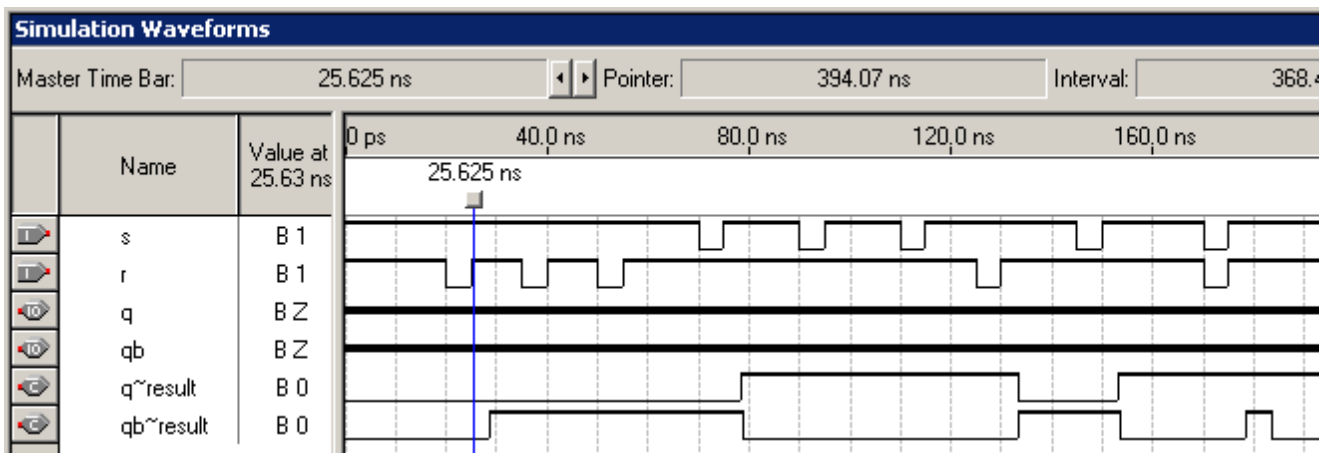 Simulation Waveforms
Master Time Bar: 25.625 ns Pointer: 394.07 ns Interval: 368.4
Name
Value at
25.63 ns
0 ps 40.0 ns 80.0 ns 120.0 ns 160.0 ns
25.625 ns
s B 1
r B 1
q B Z
qb B Z
q~result B 0
qb~result B 0